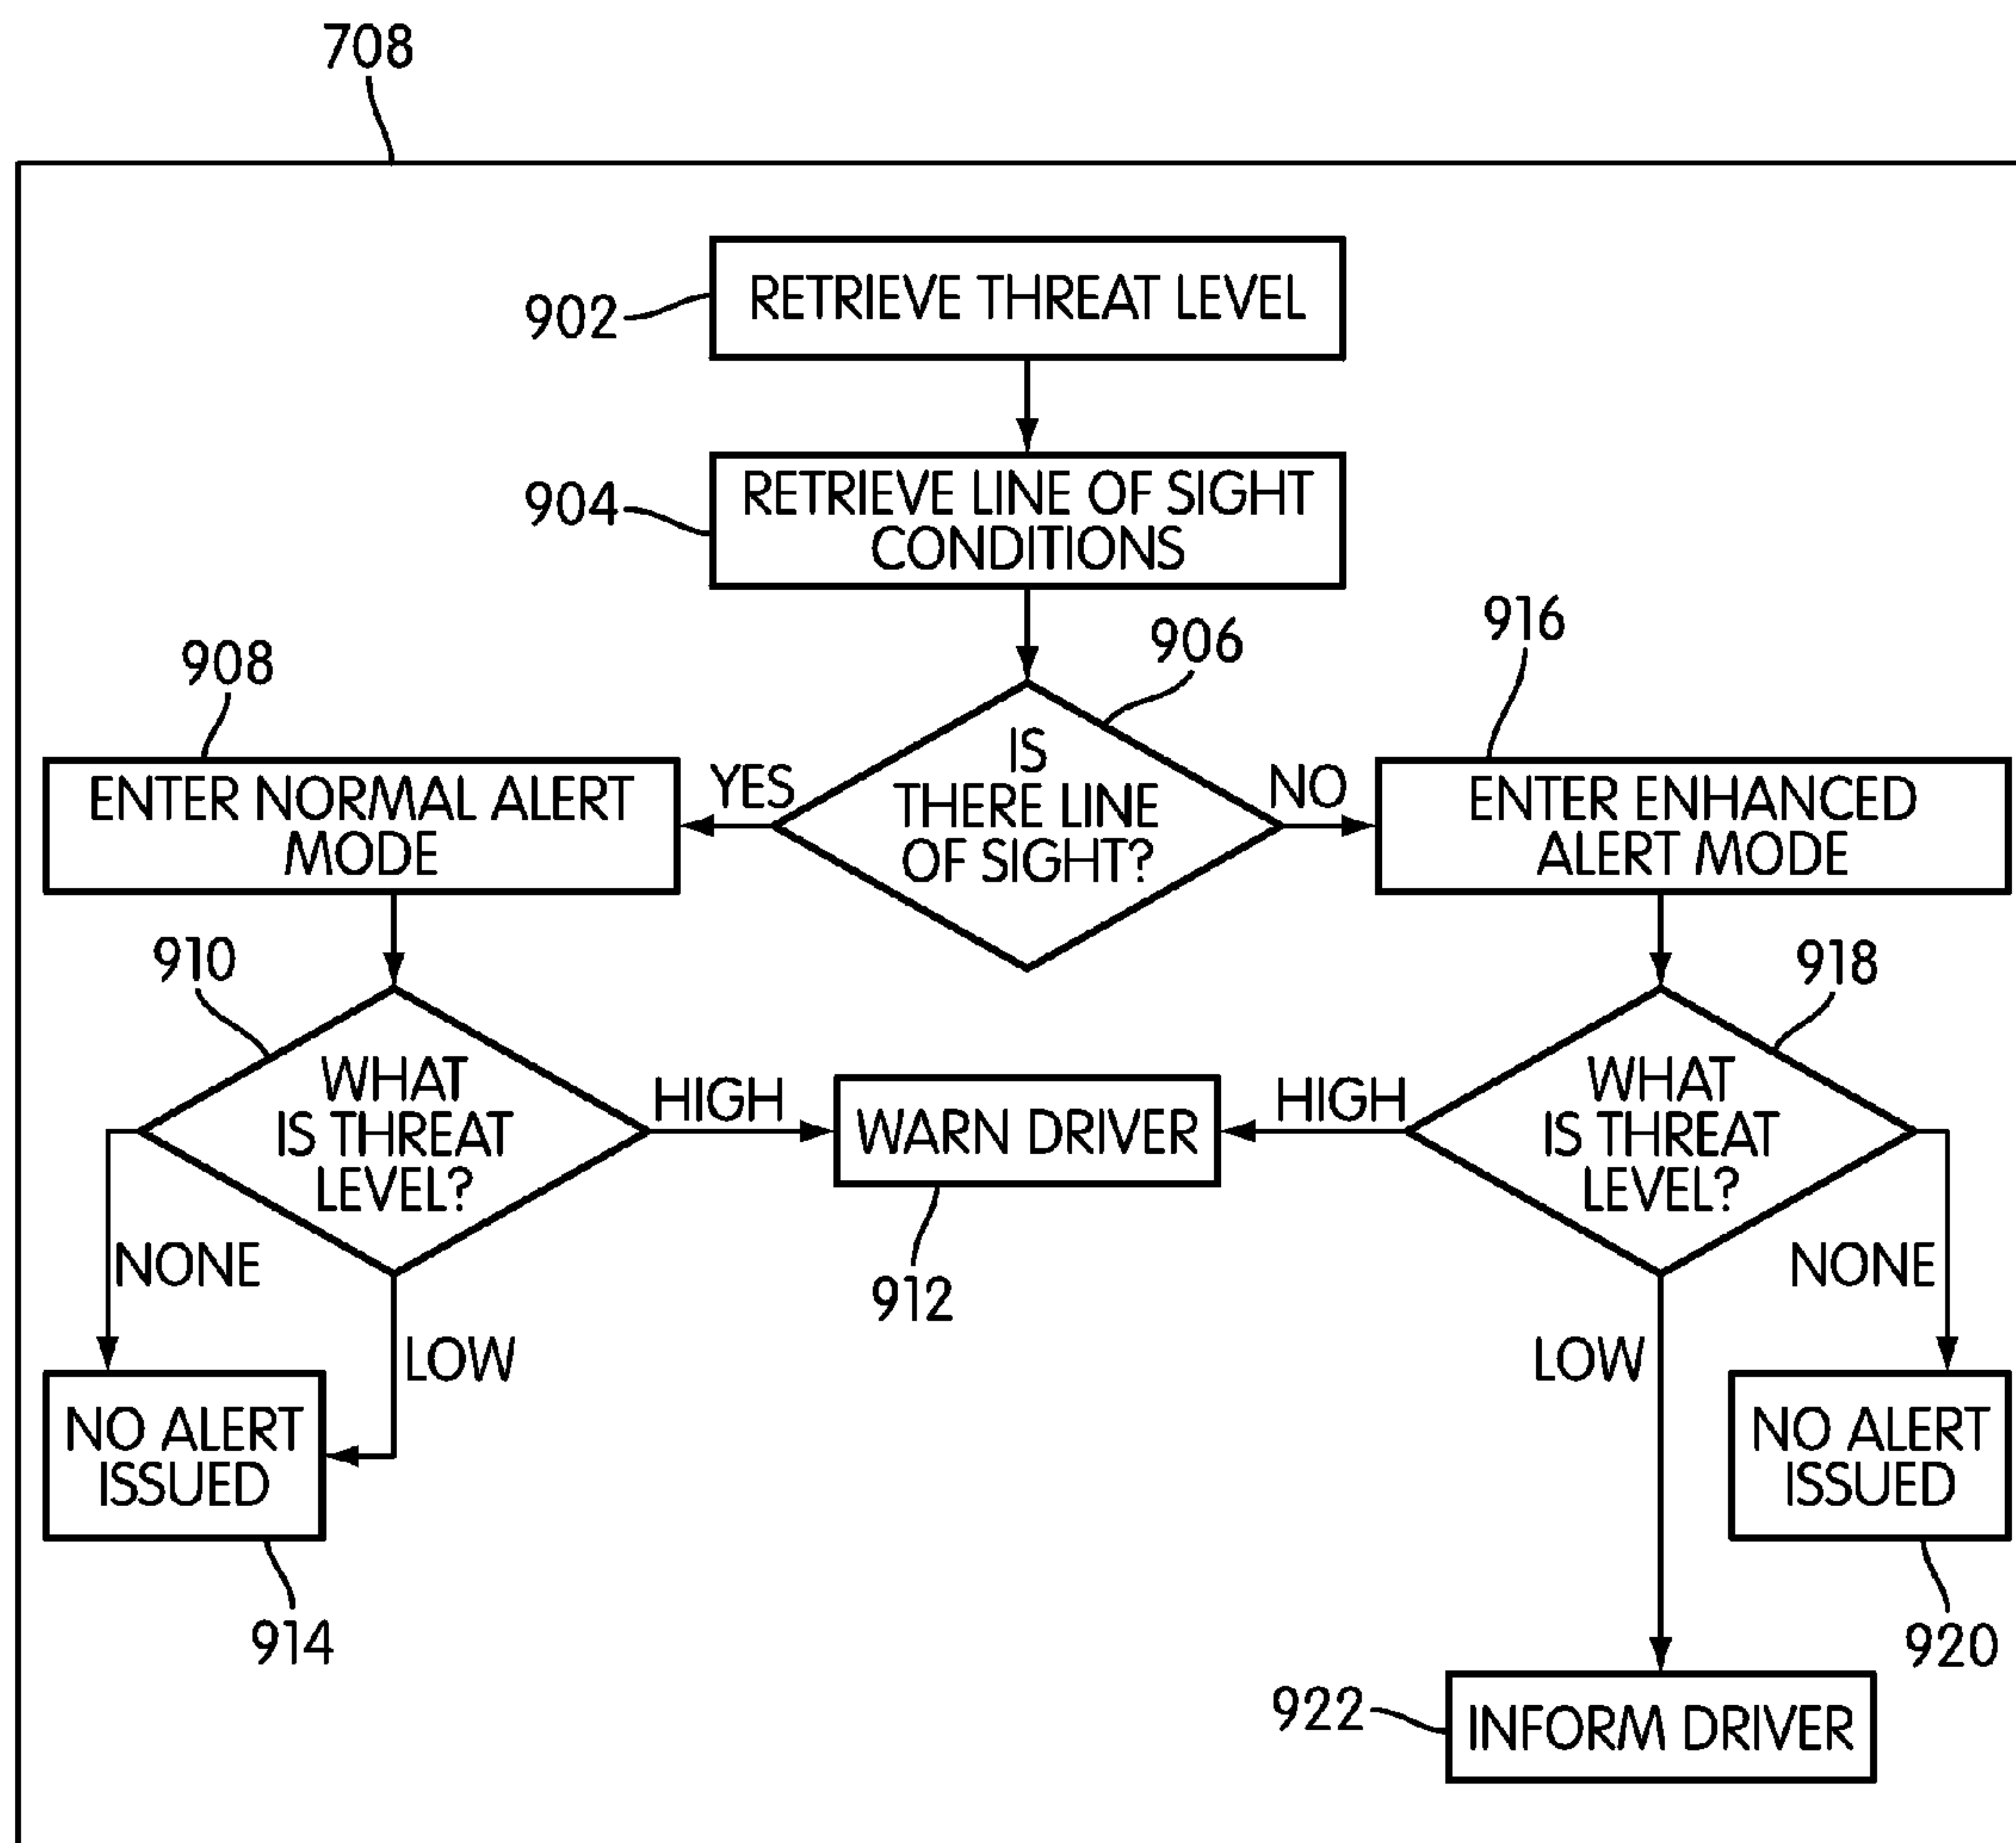 708
902
RETRIEVE THREAT LEVEL
904
RETRIEVE LINE OF SIGHT
CONDITIONS
906
916
908
IS
THERE LINE
OF SIGHT?
YES
NO
ENTER NORMAL ALERT
MODE
ENTER ENHANCED
ALERT MODE
910
918
WHAT
IS THREAT
LEVEL?
HIGH
WARN DRIVER
HIGH
WHAT
IS THREAT
LEVEL?
NONE
912
NONE
LOW
LOW
NO ALERT
ISSUED
NO ALERT
ISSUED
914
920
922
INFORM DRIVER